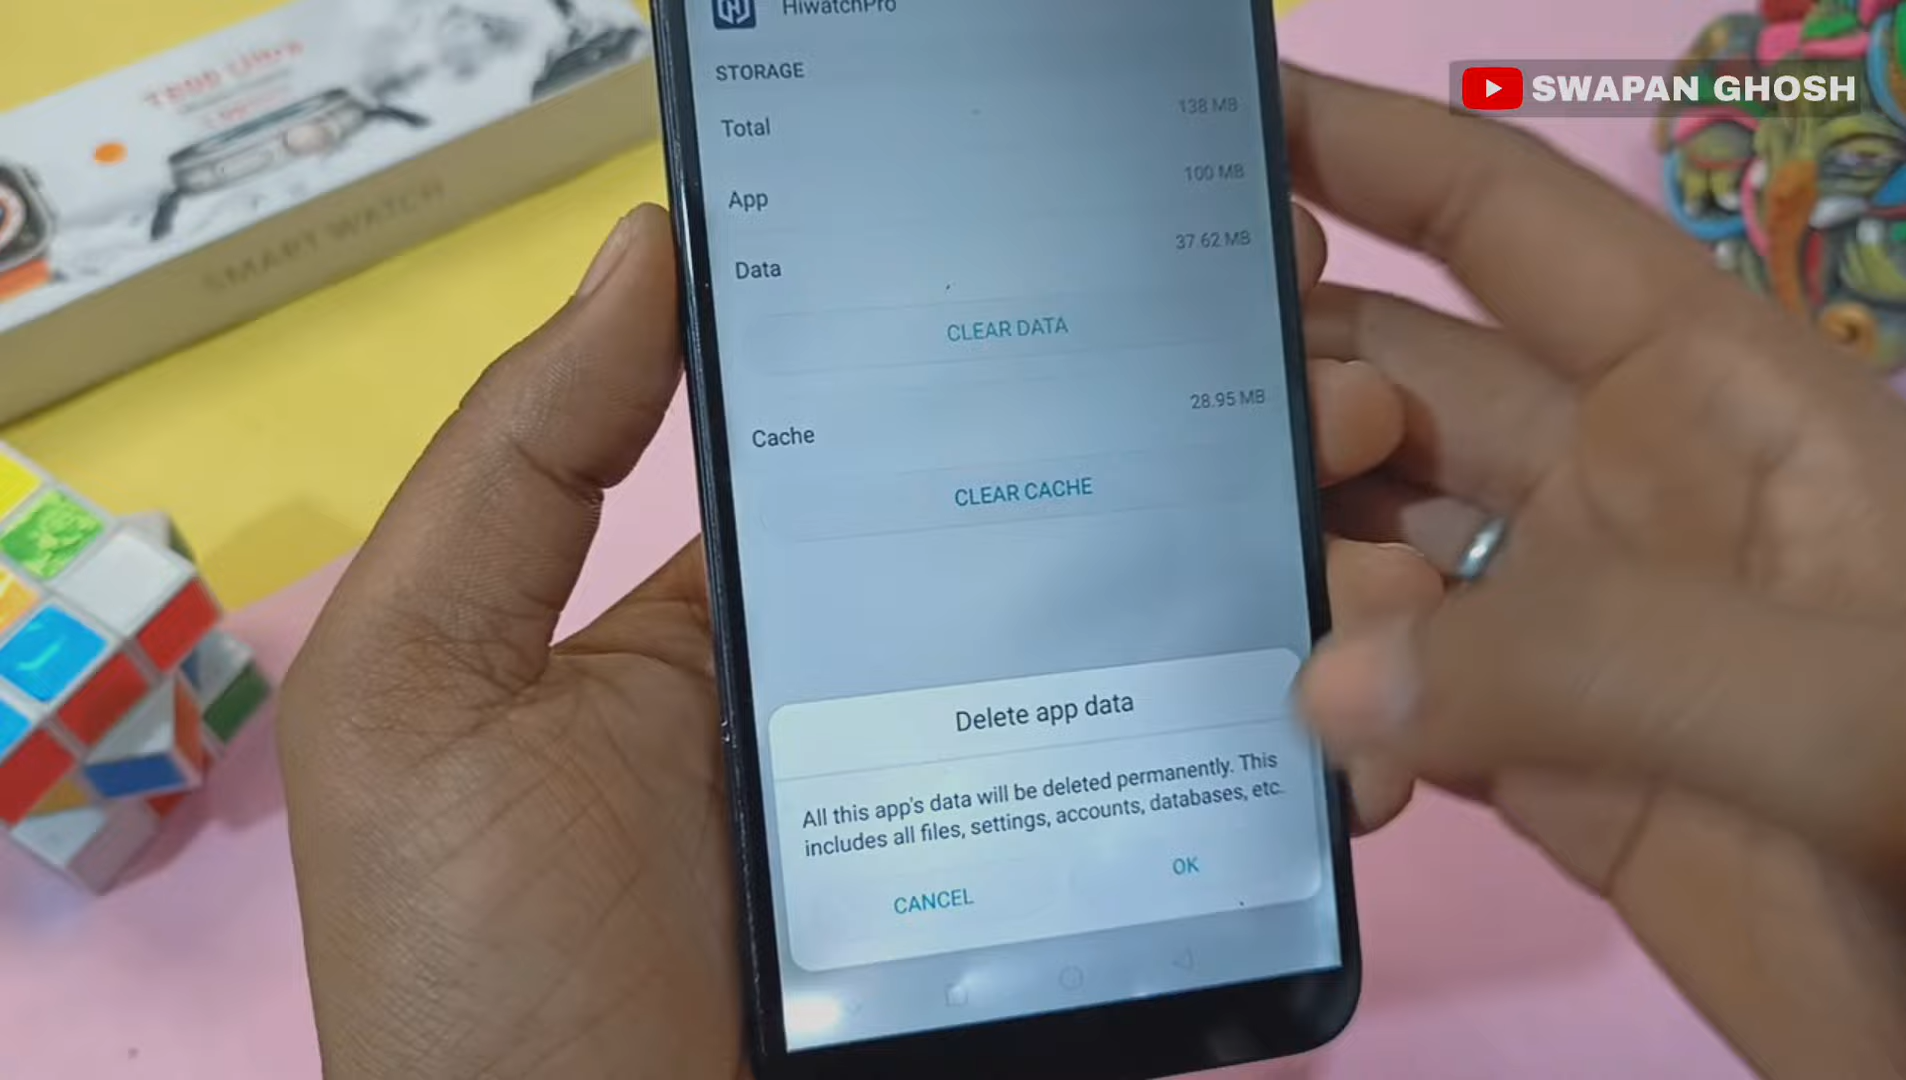 HiwatchPro
SWAPAN GHOSH
STORAGE
Total 138 MB
App 100 MB
Data 37.62 MB
CLEAR DATA
Cache 28.95 MB
CLEAR CACHE
Delete app data
All this app's data will be deleted permanently. This
includes all files, settings, accounts, databases, etc.
CANCEL OK
T800 Ultra
SMART WATCH